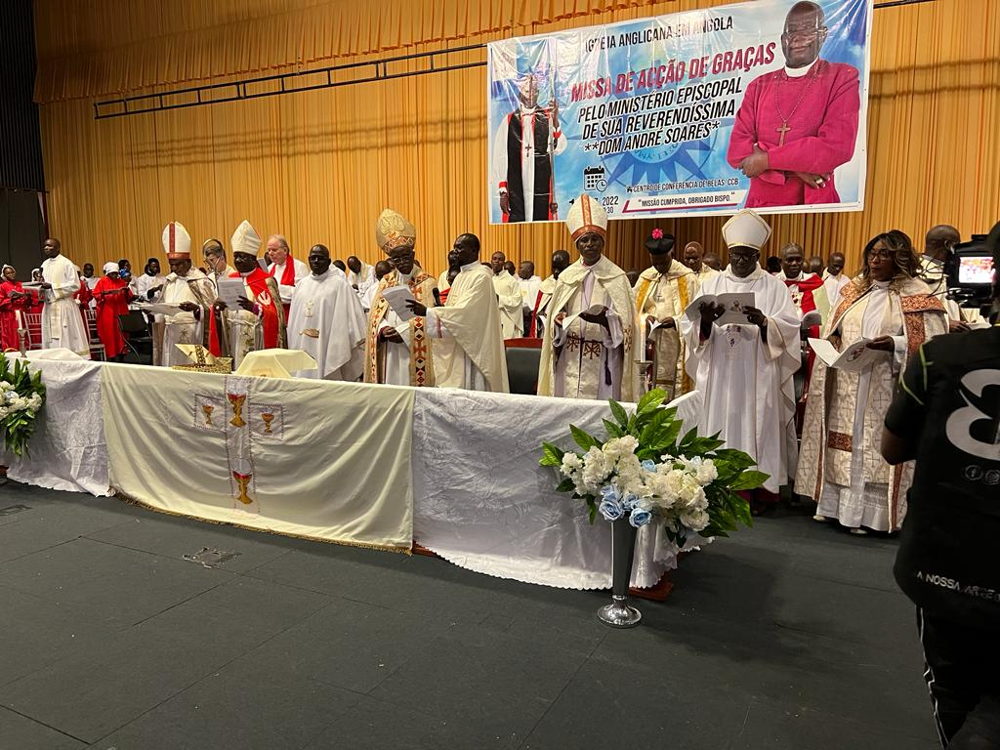 IGREJA ANGLICANA EM ANGOLA
MISSA DE ACÇÃO DE GRAÇAS
PELO MINISTÉRIO EPISCOPAL
DE SUA REVERENDÍSSIMA
**DOM ANDRÉ SOARES*
CENTRO DE CONFERÊNCIA DE BELAS, CCB
2022
"MISSÃO CUMPRIDA, OBRIGADO BISPO."
A NOSSA